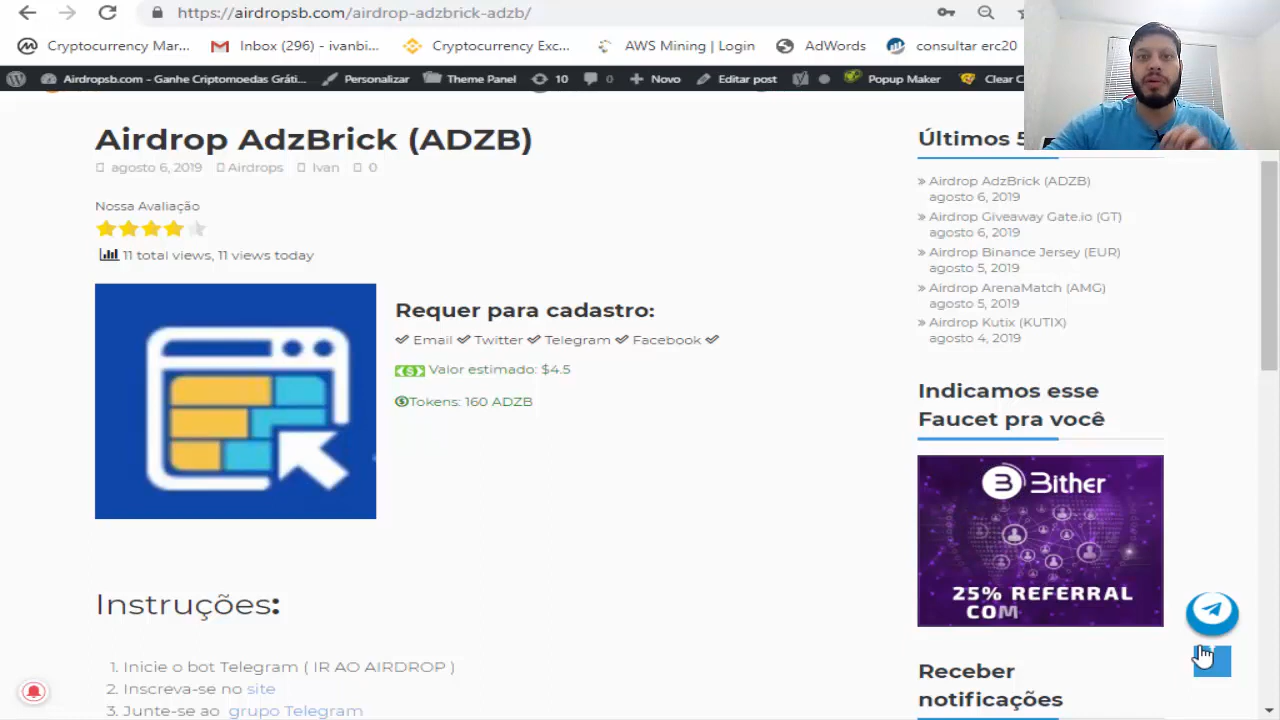 https://airdropsb.com/airdrop-adzbrick-adzb/
Cryptocurrency Mar... Inbox (296) - ivanbi... Cryptocurrency Exc... AWS Mining | Login AdWords consultar erc20
Airdropsb.com – Ganhe Criptomoedas Gráti... Personalizar Theme Panel 10 0 Novo Editar post Popup Maker Clear C
Airdrop AdzBrick (ADZB)
agosto 6, 2019 Airdrops Ivan 0
Nossa Avaliação
11 total views, 11 views today
Requer para cadastro:
Email Twitter Telegram Facebook
Valor estimado: $4.5
Tokens: 160 ADZB
Instruções:
1. Inicie o bot Telegram ( IR AO AIRDROP )
2. Inscreva-se no site
3. Junte-se ao grupo Telegram
Últimos 5
» Airdrop AdzBrick (ADZB)
agosto 6, 2019
» Airdrop Giveaway Gate.io (GT)
agosto 6, 2019
» Airdrop Binance Jersey (EUR)
agosto 5, 2019
» Airdrop ArenaMatch (AMG)
agosto 5, 2019
» Airdrop Kutix (KUTIX)
agosto 4, 2019
Indicamos esse
Faucet pra você
Bither
25% REFERRAL
COM
Receber
notificações